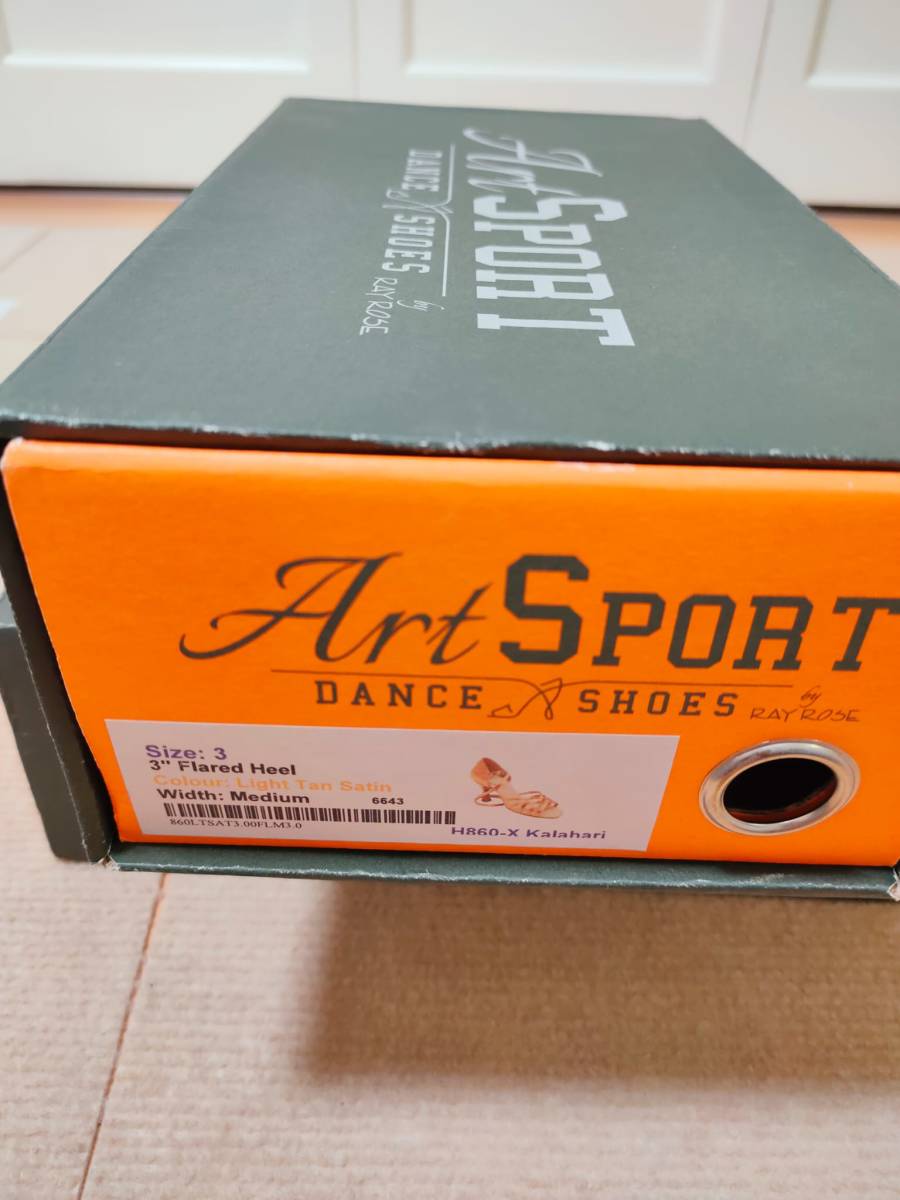 Art SPORT
DANCE SHOES
by
RAY ROSE
Art SPORT
DANCE SHOES
by
RAY ROSE
Size: 3
3" Flared Heel
Colour: Light Tan Satin
Width: Medium
6643
860LTSAT3.00FLM3.0
H860-X Kalahari